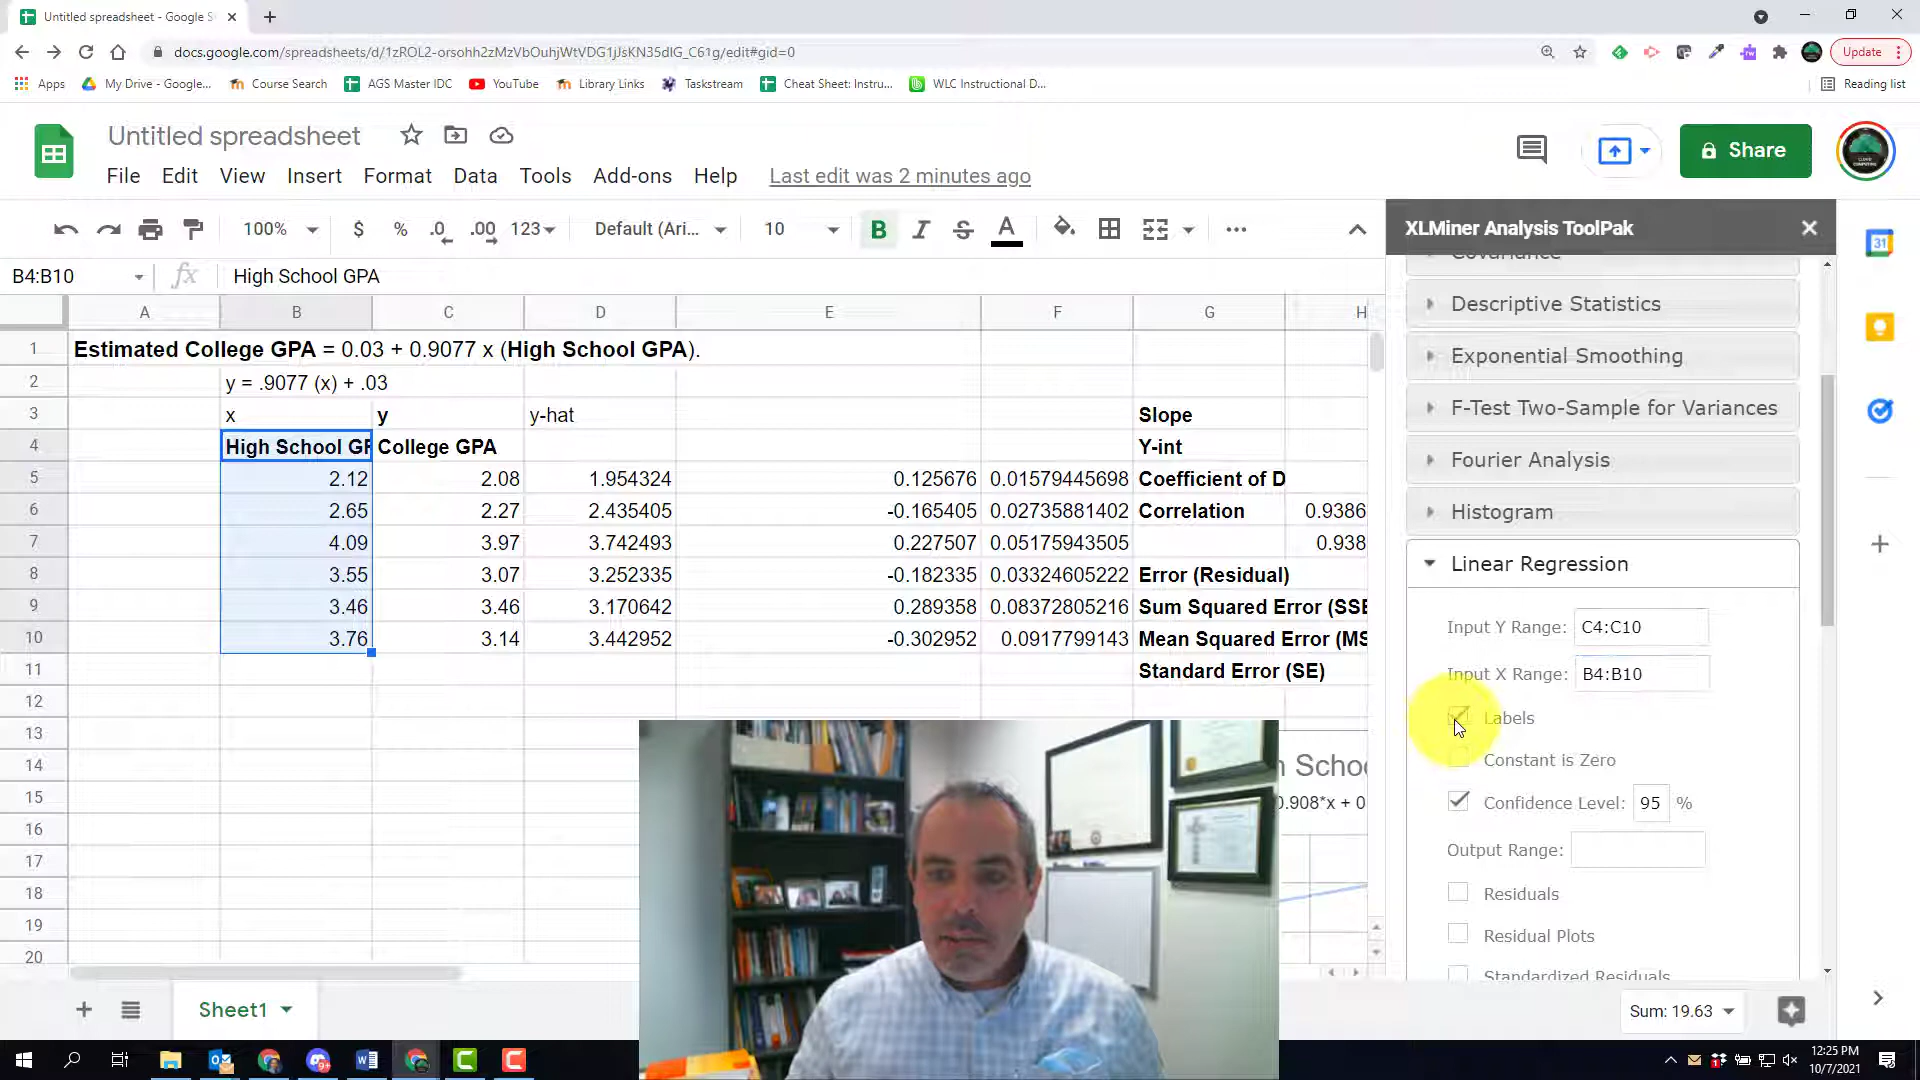 Untitled spreadsheet - Google S
docs.google.com/spreadsheets/d/1zROL2-orsohh2zMzVbOuhjWtVDG1jJsKN35dIG_C61g/edit#gid=0
Update
Apps
My Drive - Google...
Course Search
AGS Master IDC
YouTube
Library Links
Taskstream
Cheat Sheet: Instru...
WLC Instructional D...
Reading list
Untitled spreadsheet
File Edit View Insert Format Data Tools Add-ons Help Last edit was 2 minutes ago
Share
100% $ % .0 .00 123 Default (Ari... 10 B I S A ...
B4:B10 fx High School GPA
A B C D E F G H
1 Estimated College GPA = 0.03 + 0.9077 x (High School GPA).
2 y = .9077 (x) + .03
3 x y y-hat Slope
4 High School GP College GPA Y-int
5 2.12 2.08 1.954324 0.125676 0.01579445698 Coefficient of D
6 2.65 2.27 2.435405 -0.165405 0.02735881402 Correlation 0.9386
7 4.09 3.97 3.742493 0.227507 0.05175943505 0.938
8 3.55 3.07 3.252335 -0.182335 0.03324605222 Error (Residual)
9 3.46 3.46 3.170642 0.289358 0.08372805216 Sum Squared Error (SSE
10 3.76 3.14 3.442952 -0.302952 0.0917799143 Mean Squared Error (MS
11 Standard Error (SE)
12
13
14
15
16
17
18
19
20
h Schoo
0.908*x + 0
XLMiner Analysis ToolPak
Covariance
Descriptive Statistics
Exponential Smoothing
F-Test Two-Sample for Variances
Fourier Analysis
Histogram
Linear Regression
Input Y Range: C4:C10
Input X Range: B4:B10
Labels
Constant is Zero
Confidence Level: 95 %
Output Range:
Residuals
Residual Plots
Standardized Residuals
31
Sheet1
Sum: 19.63
12:25 PM
10/7/2021